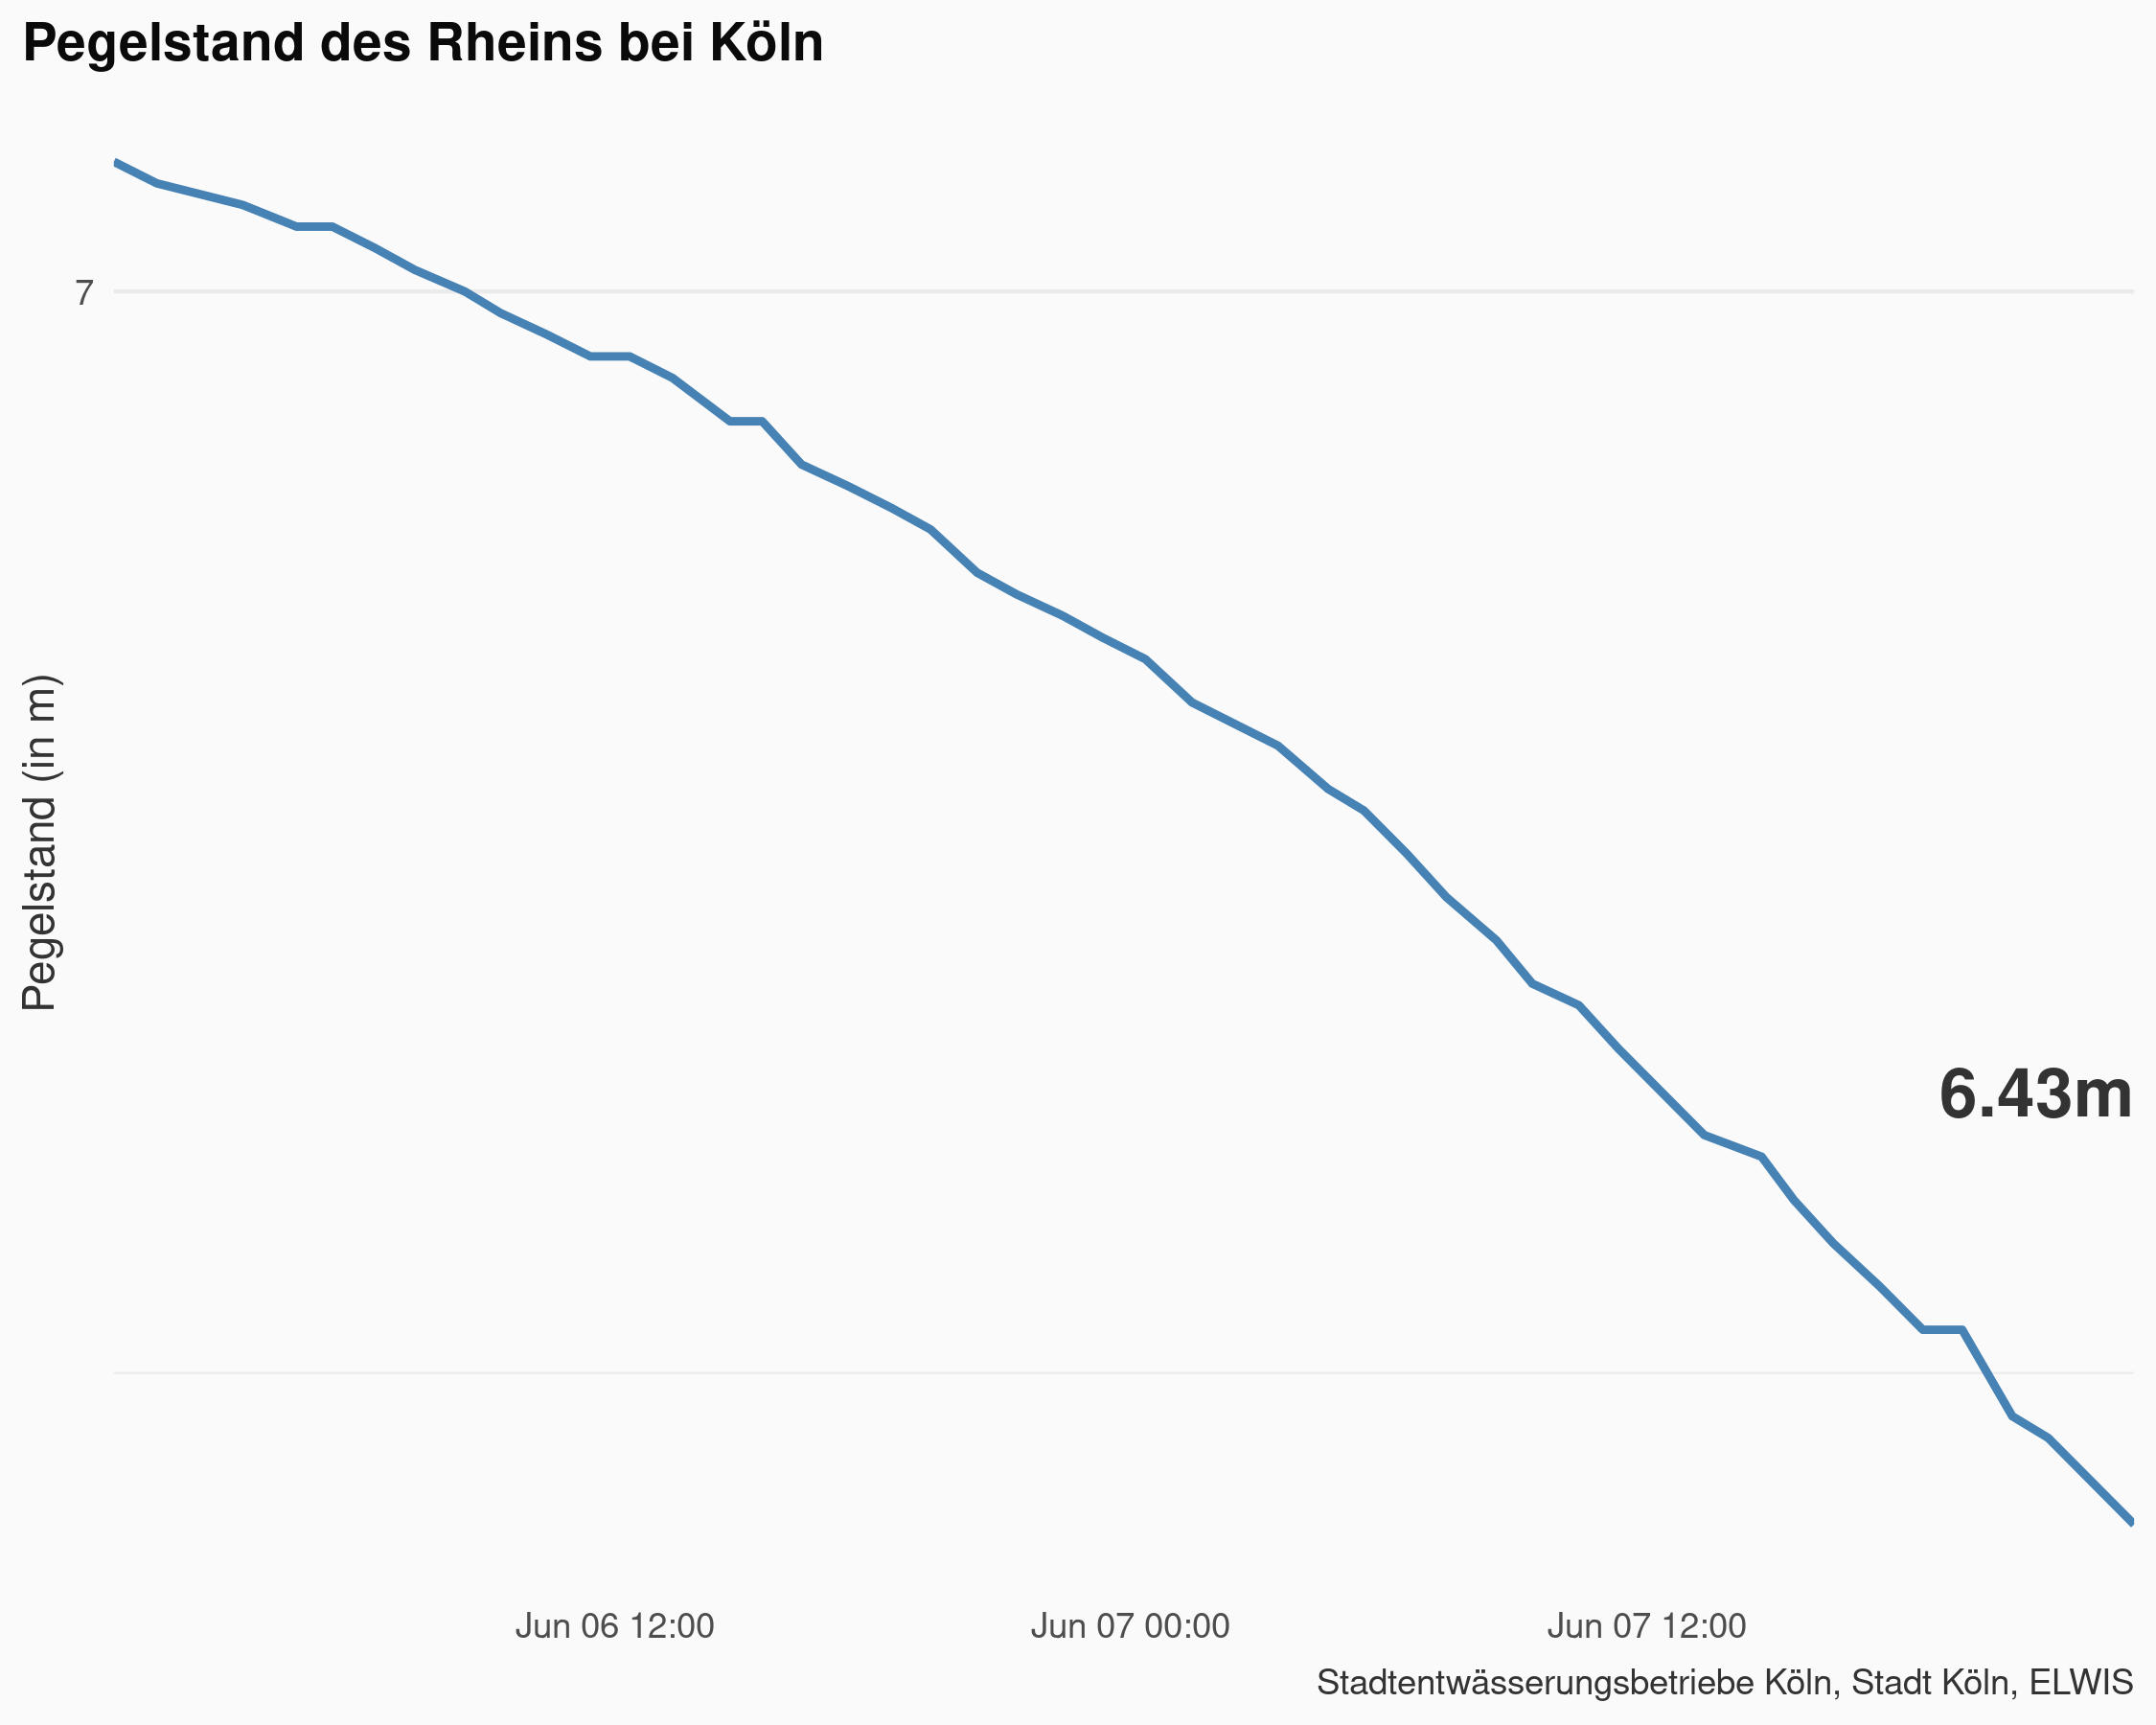 Pegelstand des Rheins bei Köln
7
Pegelstand (in m)
6.43m
Jun 06 12:00
Jun 07 00:00
Jun 07 12:00
Stadtentwässerungsbetriebe Köln, Stadt Köln, ELWIS